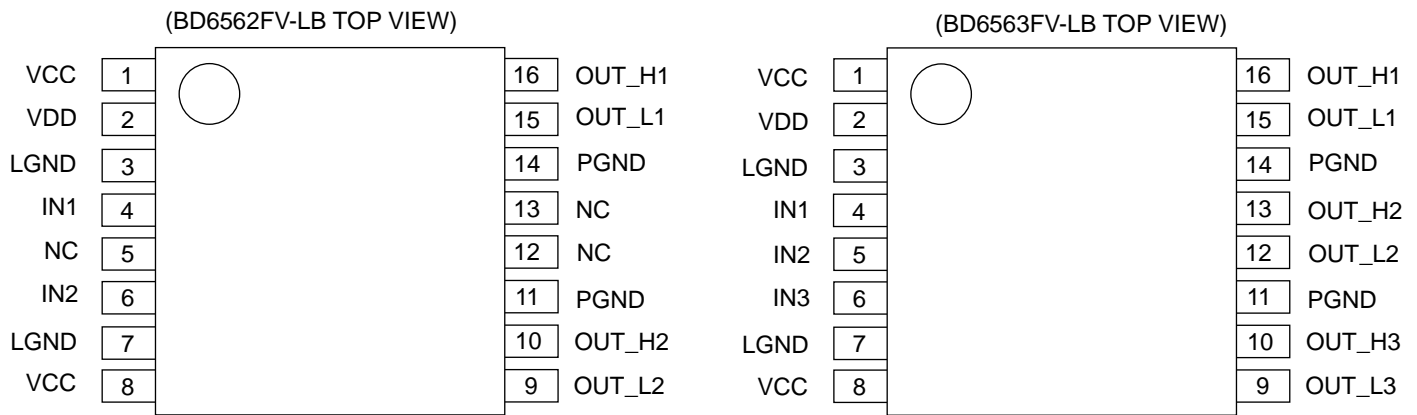 (BD6562FV-LB TOP VIEW)
VCC 1 16 OUT_H1
VDD 2 15 OUT_L1
LGND 3 14 PGND
IN1 4 13 NC
NC 5 12 NC
IN2 6 11 PGND
LGND 7 10 OUT_H2
VCC 8 9 OUT_L2
(BD6563FV-LB TOP VIEW)
VCC 1 16 OUT_H1
VDD 2 15 OUT_L1
LGND 3 14 PGND
IN1 4 13 OUT_H2
IN2 5 12 OUT_L2
IN3 6 11 PGND
LGND 7 10 OUT_H3
VCC 8 9 OUT_L3